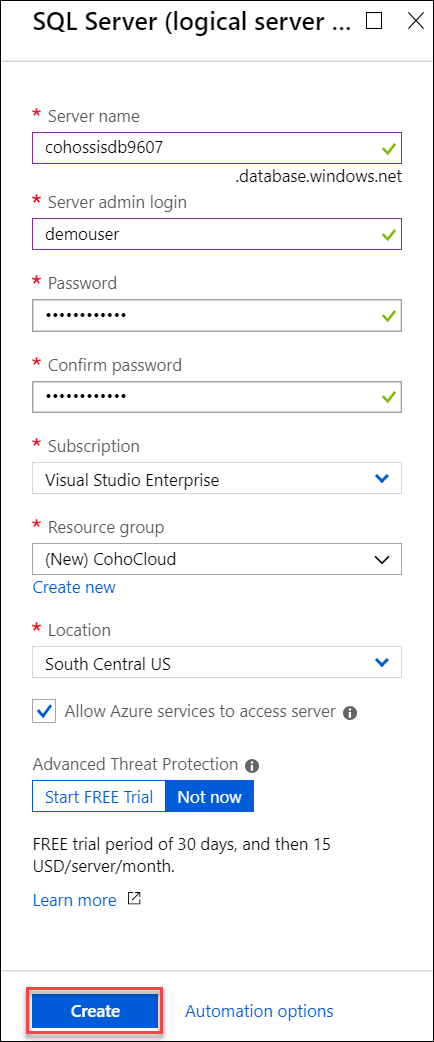 SQL Server (logical server ...
* Server name
cohossisdb9607
.database.windows.net
* Server admin login
demouser
* Password
••••••••••••
* Confirm password
••••••••••••
* Subscription
Visual Studio Enterprise
* Resource group
(New) CohoCloud
Create new
* Location
South Central US
Allow Azure services to access server
Advanced Threat Protection
Start FREE Trial Not now
FREE trial period of 30 days, and then 15
USD/server/month.
Learn more
Create Automation options